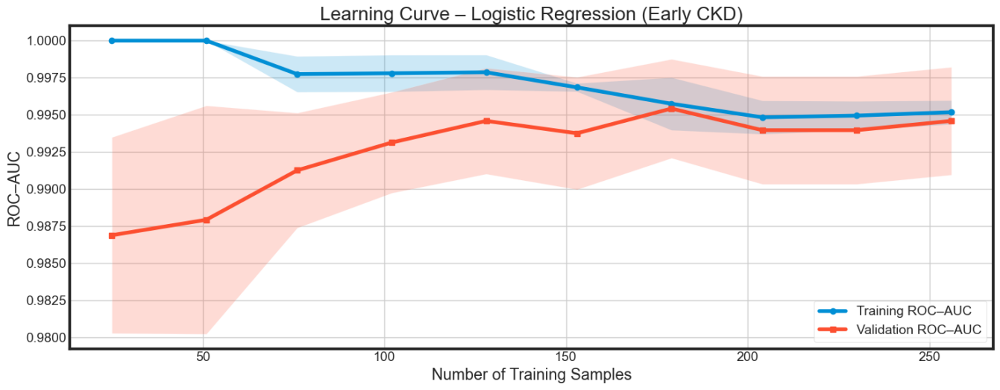 Learning Curve – Logistic Regression (Early CKD)
1.0000
0.9975
0.9950
0.9925
0.9900
0.9875
0.9850
0.9825
0.9800
ROC–AUC
50
100
150
200
250
Number of Training Samples
Training ROC–AUC
Validation ROC–AUC